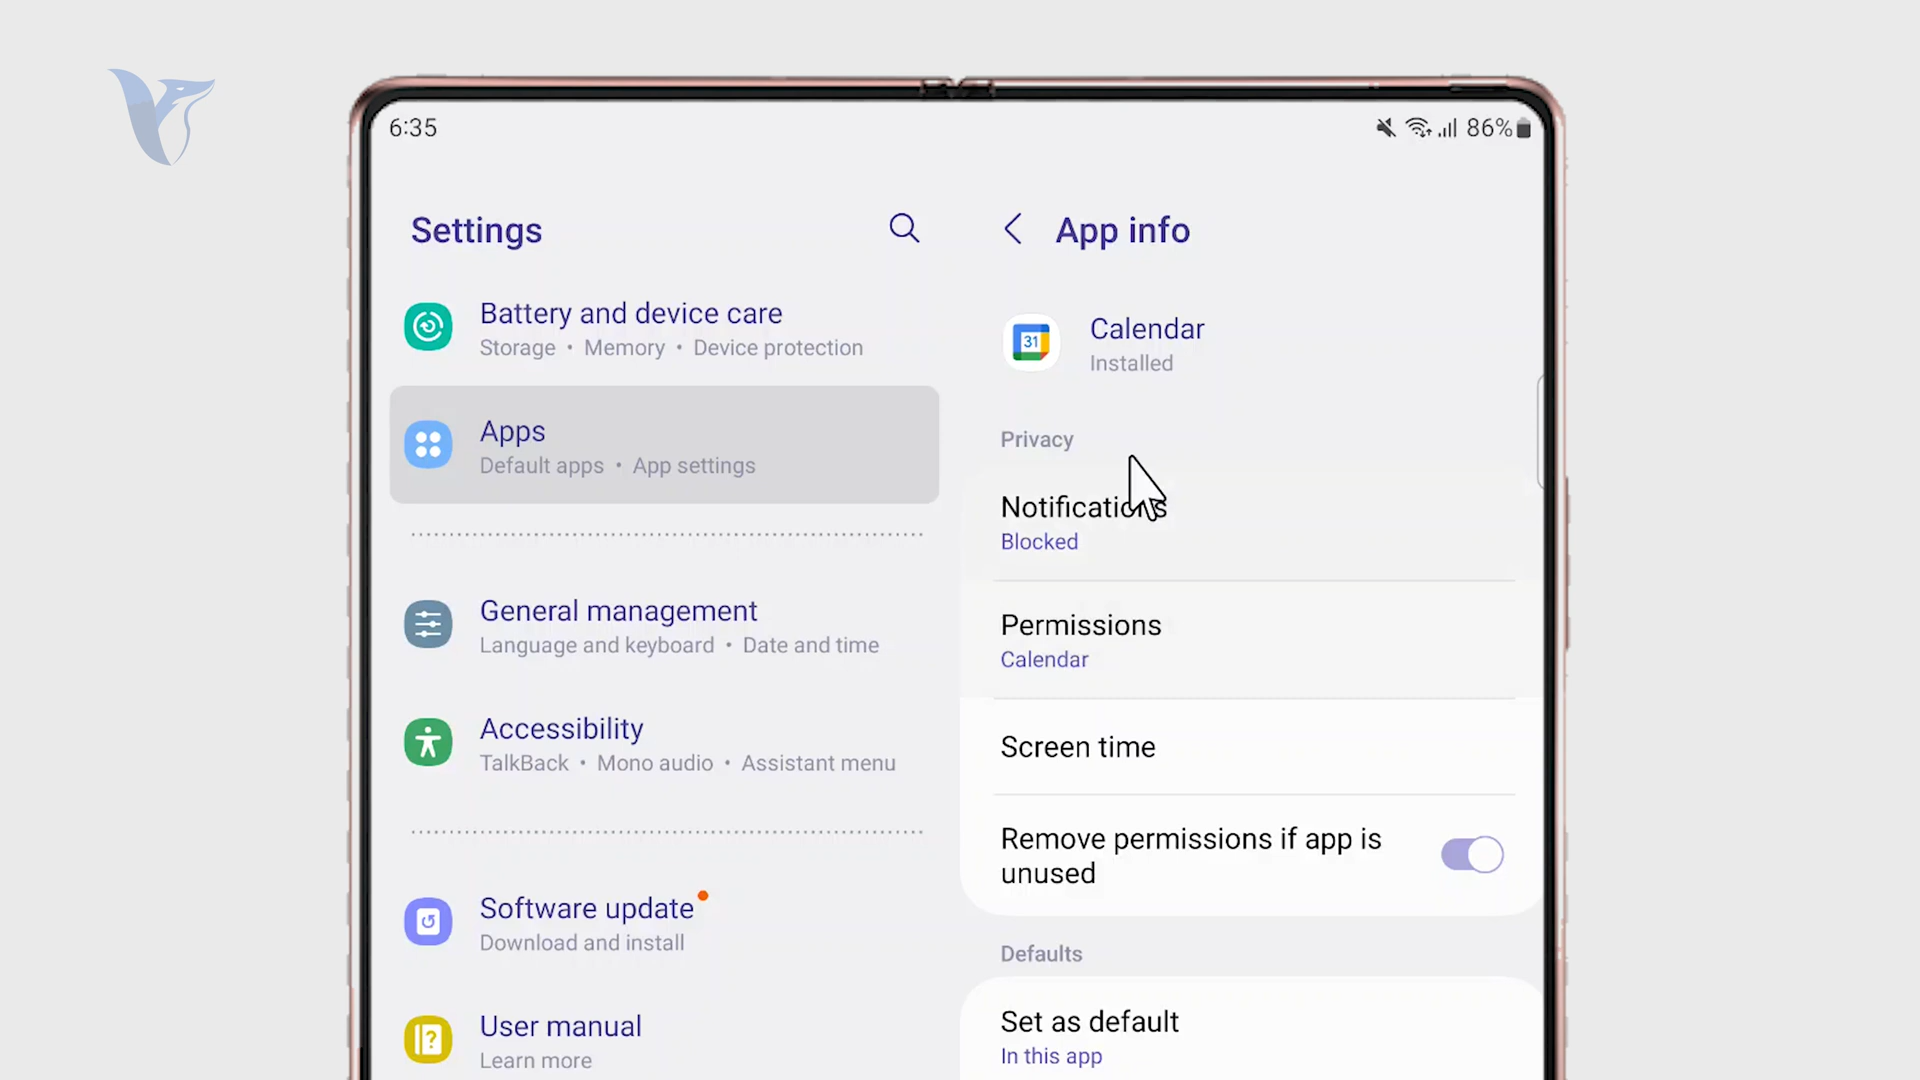 6:35
86%
Settings
Battery and device care
Storage • Memory • Device protection
Apps
Default apps • App settings
General management
Language and keyboard • Date and time
Accessibility
TalkBack • Mono audio • Assistant menu
Software update
Download and install
User manual
Learn more
App info
31
Calendar
Installed
Privacy
Notifications
Blocked
Permissions
Calendar
Screen time
Remove permissions if app is
unused
Defaults
Set as default
In this app